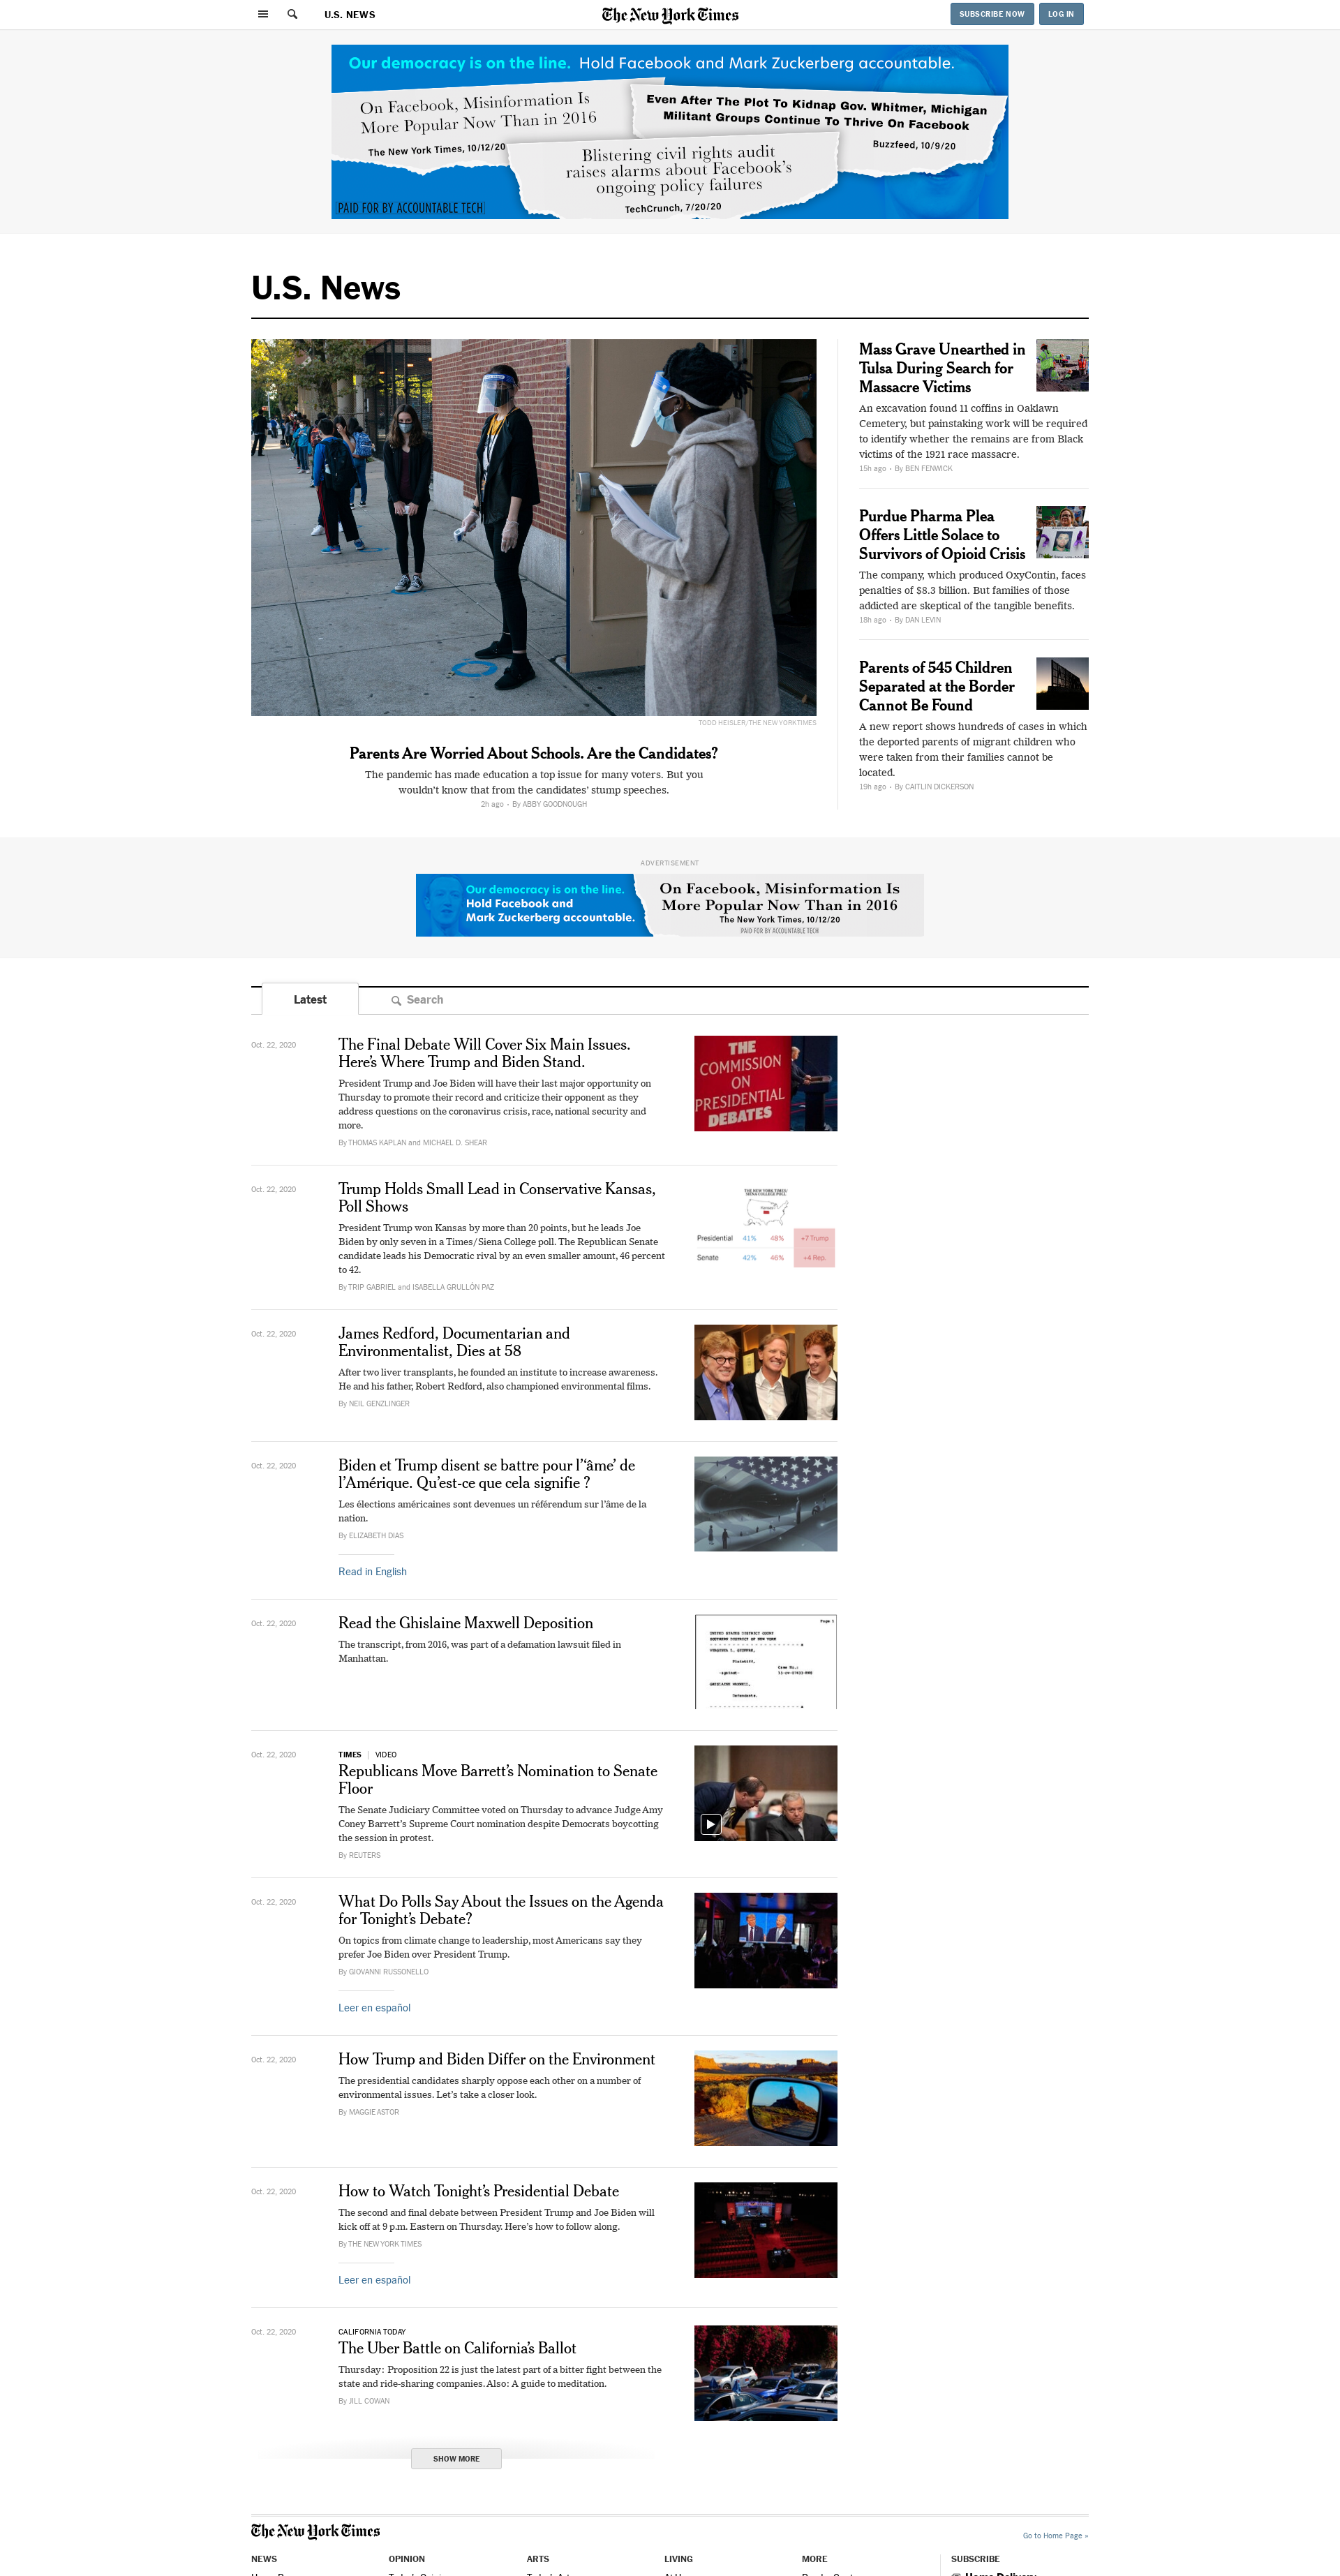 U.S. NEWS
The New York Times
SUBSCRIBE NOW
LOG IN
Our democracy is on the line. Hold Facebook and Mark Zuckerberg accountable.
On Facebook, Misinformation Is
More Popular Now Than in 2016
The New York Times, 10/12/20
Even After The Plot To Kidnap Gov. Whitmer, Michigan
Militant Groups Continue To Thrive On Facebook
Buzzfeed, 10/9/20
Blistering civil rights audit
raises alarms about Facebook's
ongoing policy failures
TechCrunch, 7/20/20
PAID FOR BY ACCOUNTABLE TECH
U.S. News
TODD HEISLER/THE NEW YORK TIMES
Parents Are Worried About Schools. Are the Candidates?
The pandemic has made education a top issue for many voters. But you
wouldn't know that from the candidates' stump speeches.
2h ago • By ABBY GOODNOUGH
Mass Grave Unearthed in
Tulsa During Search for
Massacre Victims
An excavation found 11 coffins in Oaklawn
Cemetery, but painstaking work will be required
to identify whether the remains are from Black
victims of the 1921 race massacre.
15h ago • By BEN FENWICK
Purdue Pharma Plea
Offers Little Solace to
Survivors of Opioid Crisis
The company, which produced OxyContin, faces
penalties of $8.3 billion. But families of those
addicted are skeptical of the tangible benefits.
18h ago • By DAN LEVIN
Parents of 545 Children
Separated at the Border
Cannot Be Found
A new report shows hundreds of cases in which
the deported parents of migrant children who
were taken from their families cannot be
located.
19h ago • By CAITLIN DICKERSON
ADVERTISEMENT
Our democracy is on the line.
Hold Facebook and
Mark Zuckerberg accountable.
On Facebook, Misinformation Is
More Popular Now Than in 2016
The New York Times, 10/12/20
PAID FOR BY ACCOUNTABLE TECH
Latest
Search
Oct. 22, 2020
The Final Debate Will Cover Six Main Issues.
Here's Where Trump and Biden Stand.
President Trump and Joe Biden will have their last major opportunity on
Thursday to promote their record and criticize their opponent as they
address questions on the coronavirus crisis, race, national security and
more.
By THOMAS KAPLAN and MICHAEL D. SHEAR
THE
COMMISSION
ON
PRESIDENTIAL
DEBATES
Oct. 22, 2020
Trump Holds Small Lead in Conservative Kansas,
Poll Shows
President Trump won Kansas by more than 20 points, but he leads Joe
Biden by only seven in a Times/Siena College poll. The Republican Senate
candidate leads his Democratic rival by an even smaller amount, 46 percent
to 42.
By TRIP GABRIEL and ISABELLA GRULLÓN PAZ
THE NEW YORK TIMES/
SIENA COLLEGE POLL
Presidential 41% 48% +7 Trump
Senate 42% 46% +4 Rep.
Oct. 22, 2020
James Redford, Documentarian and
Environmentalist, Dies at 58
After two liver transplants, he founded an institute to increase awareness.
He and his father, Robert Redford, also championed environmental films.
By NEIL GENZLINGER
Oct. 22, 2020
Biden et Trump disent se battre pour l'‘âme’ de
l'Amérique. Qu'est-ce que cela signifie ?
Les élections américaines sont devenues un référendum sur l'âme de la
nation.
By ELIZABETH DIAS
Read in English
Oct. 22, 2020
Read the Ghislaine Maxwell Deposition
The transcript, from 2016, was part of a defamation lawsuit filed in
Manhattan.
Page 1
UNITED STATES DISTRICT COURT
SOUTHERN DISTRICT OF NEW YORK
VIRGINIA L. GIUFFRE,
Plaintiff,
-against-
Case No.:
GHISLAINE MAXWELL,
Defendants.
Oct. 22, 2020
TIMES | VIDEO
Republicans Move Barrett's Nomination to Senate
Floor
The Senate Judiciary Committee voted on Thursday to advance Judge Amy
Coney Barrett's Supreme Court nomination despite Democrats boycotting
the session in protest.
By REUTERS
Oct. 22, 2020
What Do Polls Say About the Issues on the Agenda
for Tonight's Debate?
On topics from climate change to leadership, most Americans say they
prefer Joe Biden over President Trump.
By GIOVANNI RUSSONELLO
Leer en español
Oct. 22, 2020
How Trump and Biden Differ on the Environment
The presidential candidates sharply oppose each other on a number of
environmental issues. Let's take a closer look.
By MAGGIE ASTOR
Oct. 22, 2020
How to Watch Tonight's Presidential Debate
The second and final debate between President Trump and Joe Biden will
kick off at 9 p.m. Eastern on Thursday. Here's how to follow along.
By THE NEW YORK TIMES
Leer en español
Oct. 22, 2020
CALIFORNIA TODAY
The Uber Battle on California's Ballot
Thursday: Proposition 22 is just the latest part of a bitter fight between the
state and ride-sharing companies. Also: A guide to meditation.
By JILL COWAN
SHOW MORE
The New York Times
Go to Home Page »
NEWS
OPINION
ARTS
LIVING
MORE
SUBSCRIBE